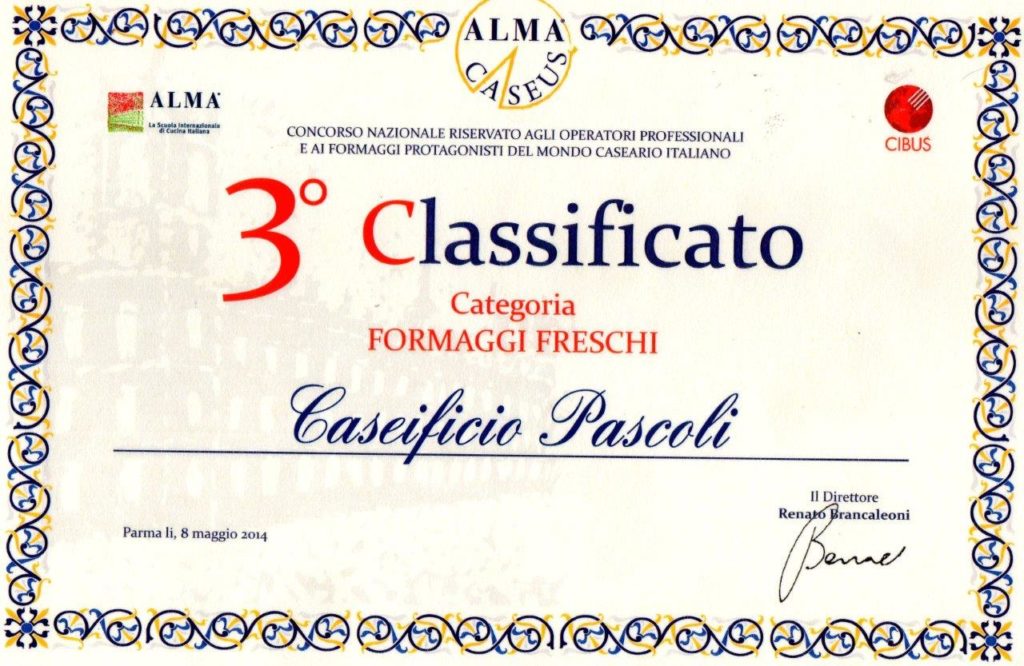 ALMA
CASEUS
ALMA
La Scuola Internazionale
di Cucina Italiana
CIBUS
CONCORSO NAZIONALE RISERVATO AGLI OPERATORI PROFESSIONALI
E AI FORMAGGI PROTAGONISTI DEL MONDO CASEARIO ITALIANO
3° Classificato
Categoria
FORMAGGI FRESCHI
Caseificio Pascoli
Il Direttore
Renato Brancaleoni
Parma li, 8 maggio 2014